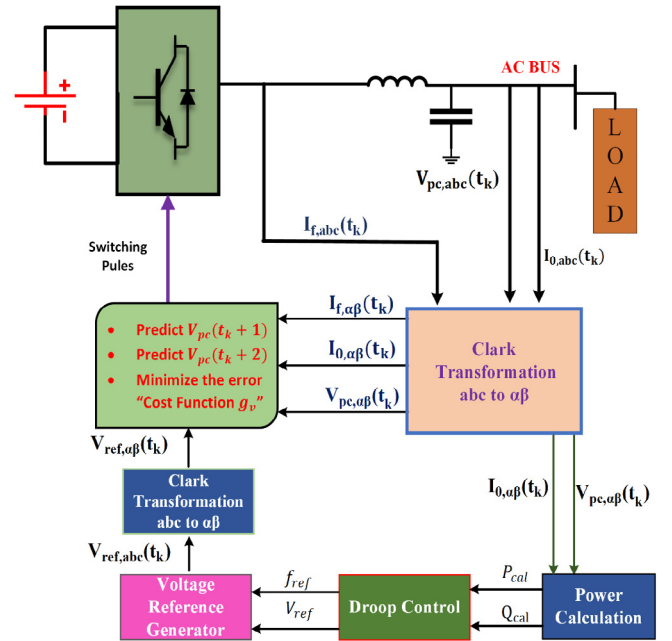 +
−
AC BUS
L
O
A
D
V_pc,abc(t_k)
I_f,abc(t_k)
I_0,abc(t_k)
Switching
Pules
• Predict V_pc(t_k + 1)
• Predict V_pc(t_k + 2)
• Minimize the error
“Cost Function g_v”
I_f,αβ(t_k)
I_0,αβ(t_k)
V_pc,αβ(t_k)
Clark
Transformation
abc to αβ
V_ref,αβ(t_k)
Clark
Transformation
abc to αβ
V_ref,abc(t_k)
I_0,αβ(t_k)
V_pc,αβ(t_k)
Voltage
Reference
Generator
f_ref
V_ref
Droop Control
P_cal
Q_cal
Power
Calculation